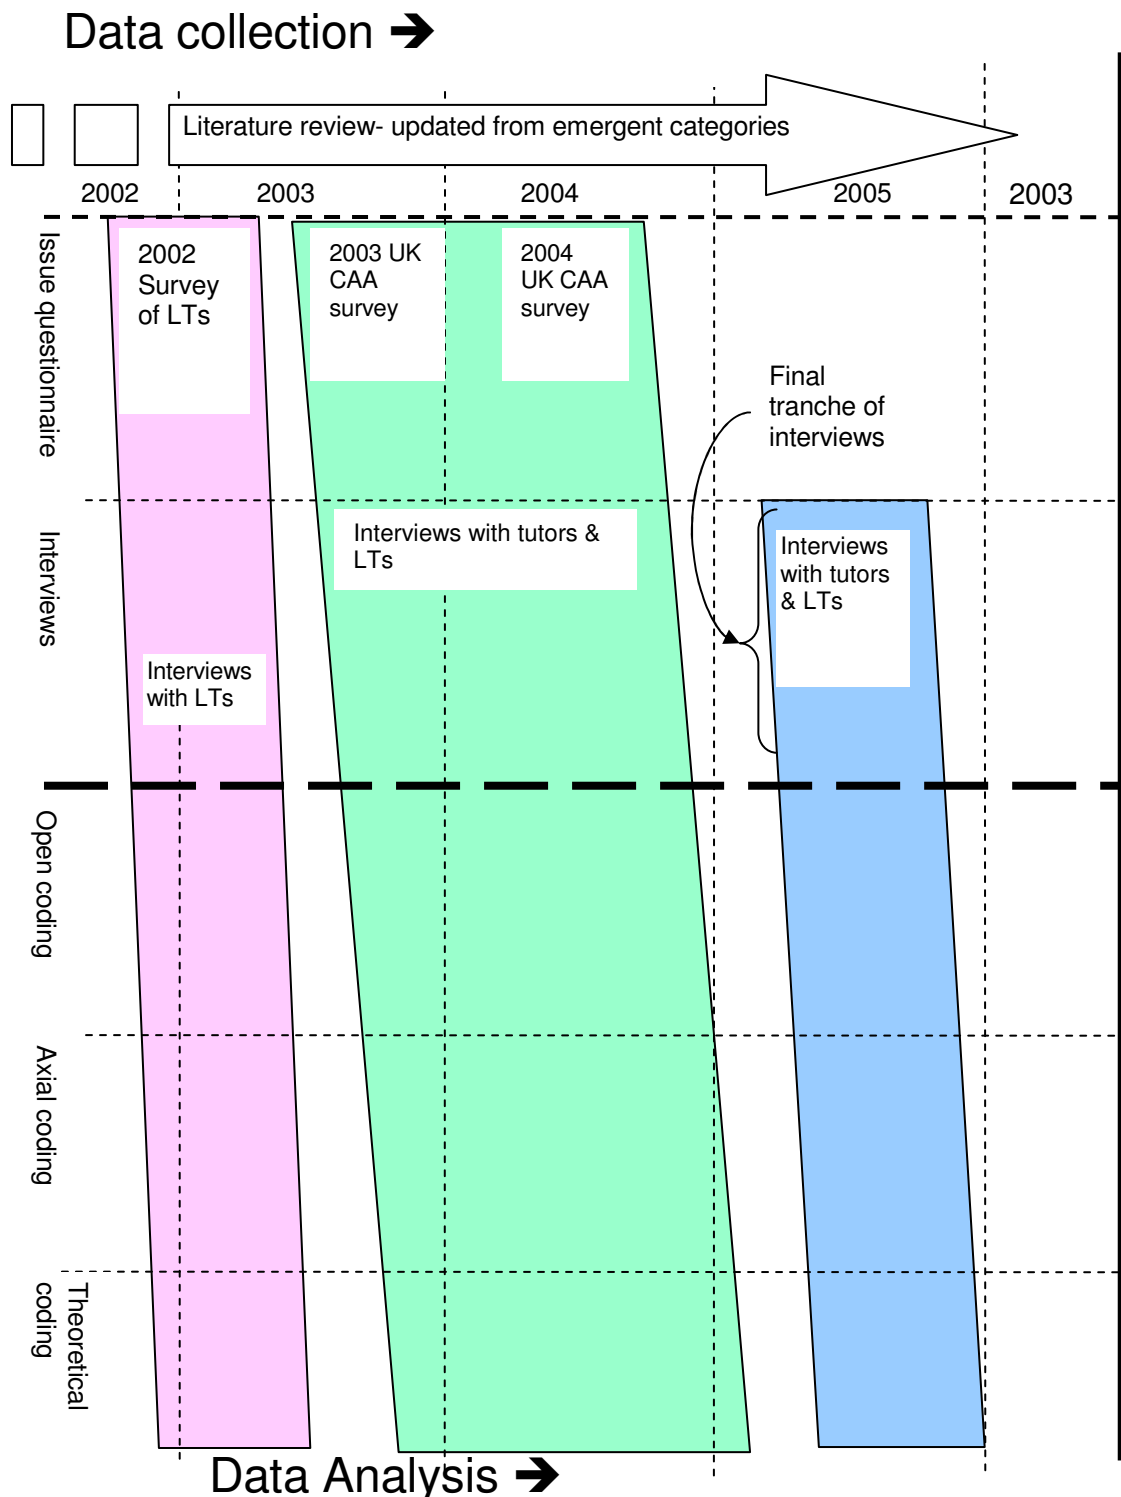 Data collection ➔
Literature review- updated from emergent categories
2002
2003
2004
2005
2003
Issue questionnaire
2002
Survey
of LTs
2003 UK
CAA
survey
2004
UK CAA
survey
Final
tranche of
interviews
Interviews
Interviews with tutors &
LTs
Interviews
with tutors
& LTs
Interviews
with LTs
Open coding
Axial coding
Theoretical
coding
Data Analysis ➔